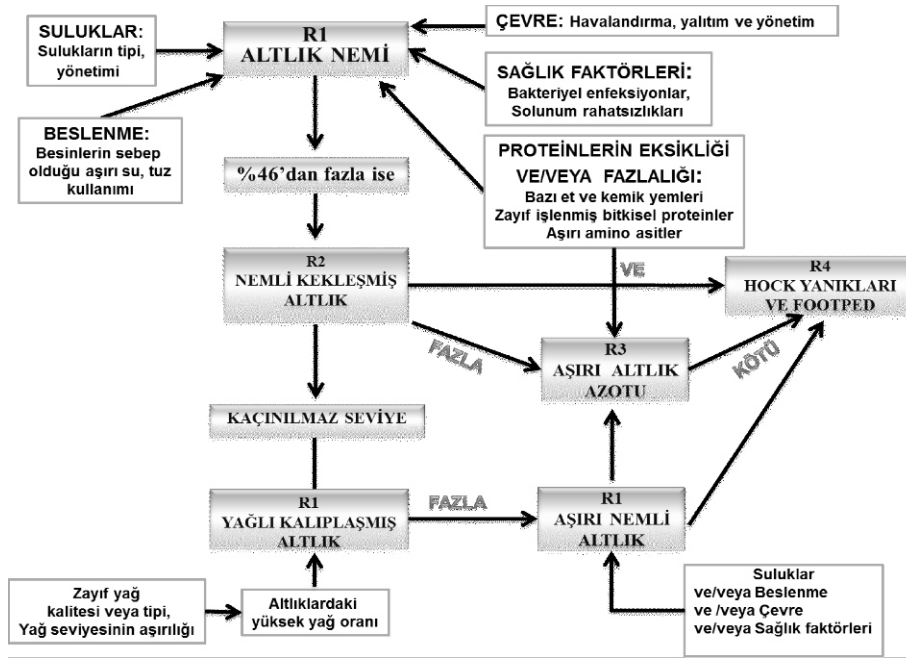 SULUKLAR:
Sulukların tipi,
yönetimi
R1
ALTLIK NEMİ
ÇEVRE: Havalandırma, yalıtım ve yönetim
SAĞLIK FAKTÖRLERİ:
Bakteriyel enfeksiyonlar,
Solunum rahatsızlıkları
BESLENME:
Besinlerin sebep
olduğu aşırı su, tuz
kullanımı
PROTEİNLERİN EKSİKLİĞİ
VE/VEYA FAZLALIĞI:
Bazı et ve kemik yemleri
Zayıf işlenmiş bitkisel proteinler
Aşırı amino asitler
%46'dan fazla ise
R2
NEMLİ KEKLEŞMİŞ
ALTLIK
VE
R4
HOCK YANIKLARI
VE FOOTPED
FAZLA
R3
AŞIRI ALTLIK
AZOTU
KÖTÜ
KAÇINILMAZ SEVİYE
R1
YAĞLI KALIPLAŞMIŞ
ALTLIK
FAZLA
R1
AŞIRI NEMLİ
ALTLIK
Zayıf yağ
kalitesi veya tipi,
Yağ seviyesinin aşırılığı
Altlıklardaki
yüksek yağ oranı
Suluklar
ve/veya Beslenme
ve /veya Çevre
ve/veya Sağlık faktörleri